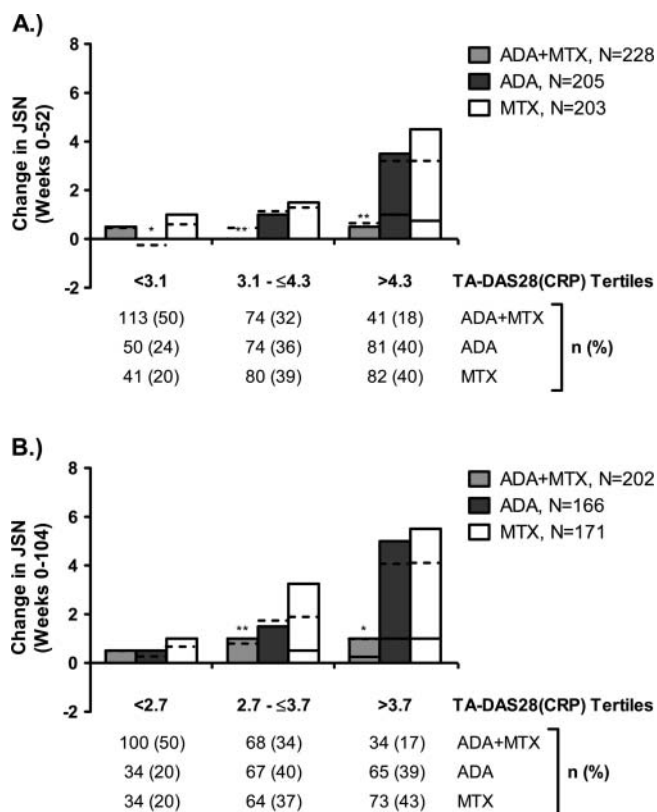 A.)
8
6
4
2
0
-2
Change in JSN
(Weeks 0-52)
ADA+MTX, N=228
ADA, N=205
MTX, N=203
*
**
**
<3.1 3.1 - ≤4.3 >4.3 TA-DAS28(CRP) Tertiles
113 (50) 74 (32) 41 (18) ADA+MTX
50 (24) 74 (36) 81 (40) ADA
41 (20) 80 (39) 82 (40) MTX
n (%)
B.)
8
6
4
2
0
-2
Change in JSN
(Weeks 0-104)
ADA+MTX, N=202
ADA, N=166
MTX, N=171
**
*
<2.7 2.7 - ≤3.7 >3.7 TA-DAS28(CRP) Tertiles
100 (50) 68 (34) 34 (17) ADA+MTX
34 (20) 67 (40) 65 (39) ADA
34 (20) 64 (37) 73 (43) MTX
n (%)